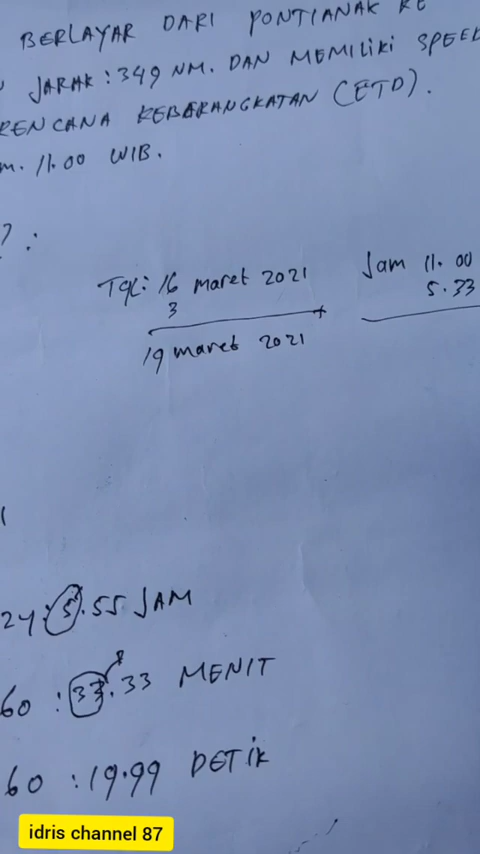 BERLAYAR DARI PONTIANAK KE
JARAK : 349 NM. DAN MEMILIKI SPEED
RENCANA KEBERANGKATAN (ETD).
m. 11.00 WIB.
? :
Tgl: 16 maret 2021 Jam 11. 00
3 5.33
19 maret 2021
24 : 5.55 JAM
60 : 33.33 MENIT
60 : 19.99 DETIK
idris channel 87